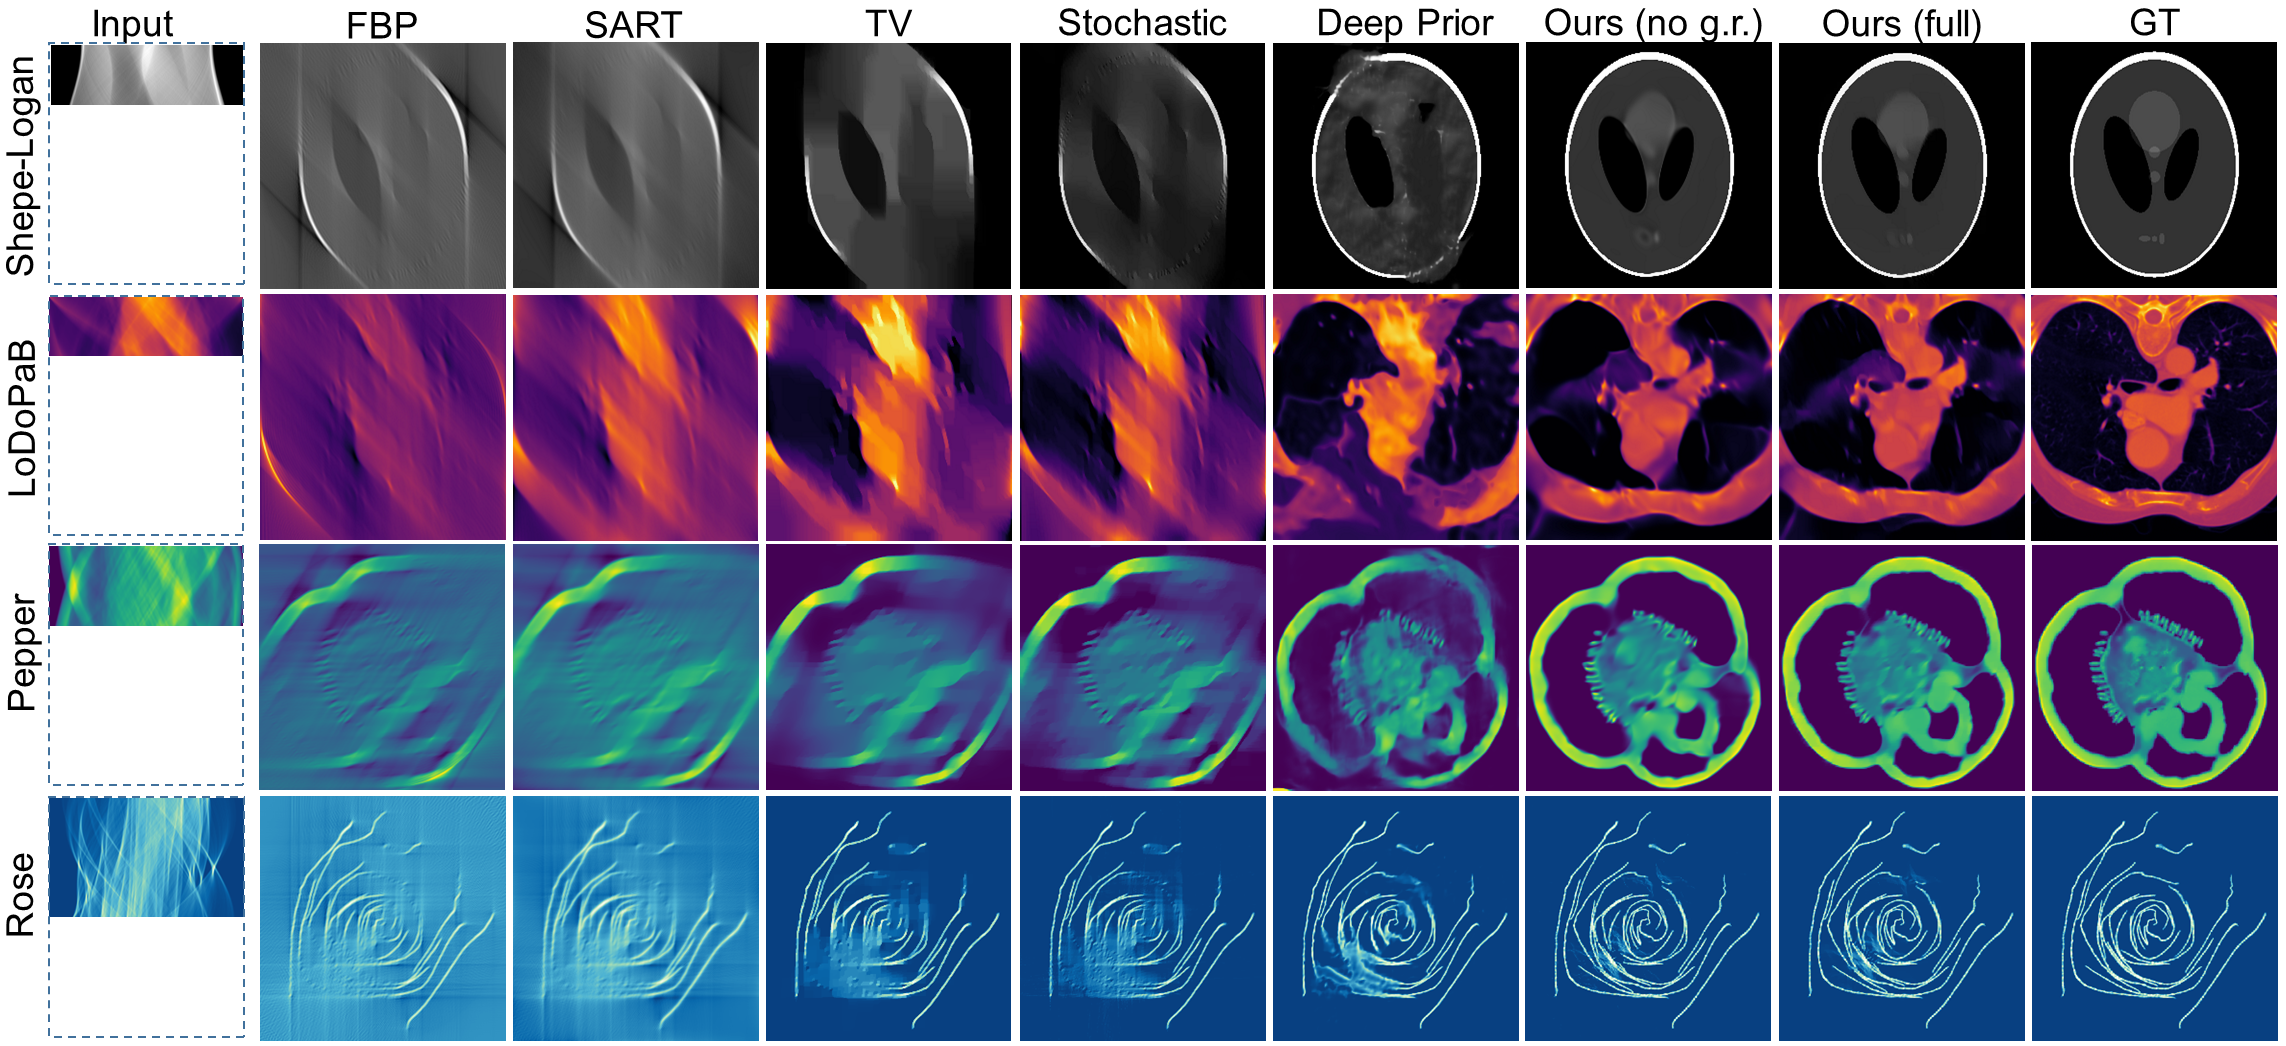 Input FBP SART TV Stochastic Deep Prior Ours (no g.r.) Ours (full) GT
Shepe-Logan
LoDoPaB
Pepper
Rose